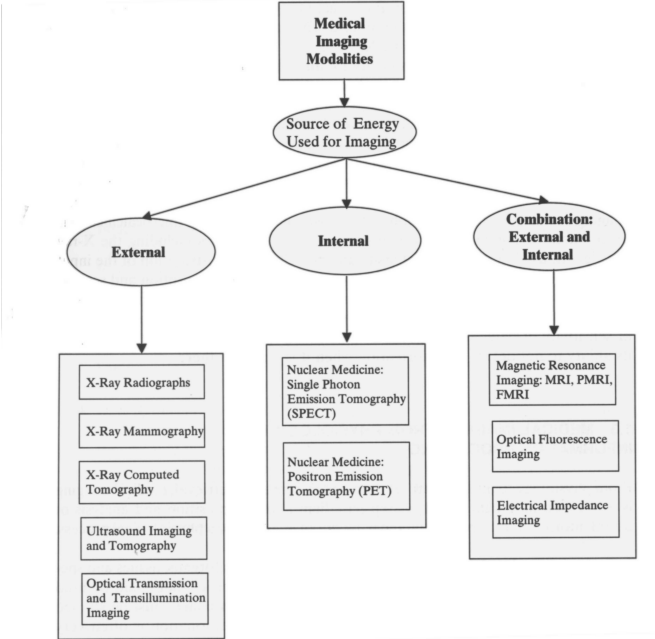 Medical
Imaging
Modalities
Source of Energy
Used for Imaging
External
Internal
Combination:
External and
Internal
X-Ray Radiographs
X-Ray Mammography
X-Ray Computed
Tomography
Ultrasound Imaging
and Tomography
Optical Transmission
and Transillumination
Imaging
Nuclear Medicine:
Single Photon
Emission Tomography
(SPECT)
Nuclear Medicine:
Positron Emission
Tomography (PET)
Magnetic Resonance
Imaging: MRI, PMRI,
FMRI
Optical Fluorescence
Imaging
Electrical Impedance
Imaging